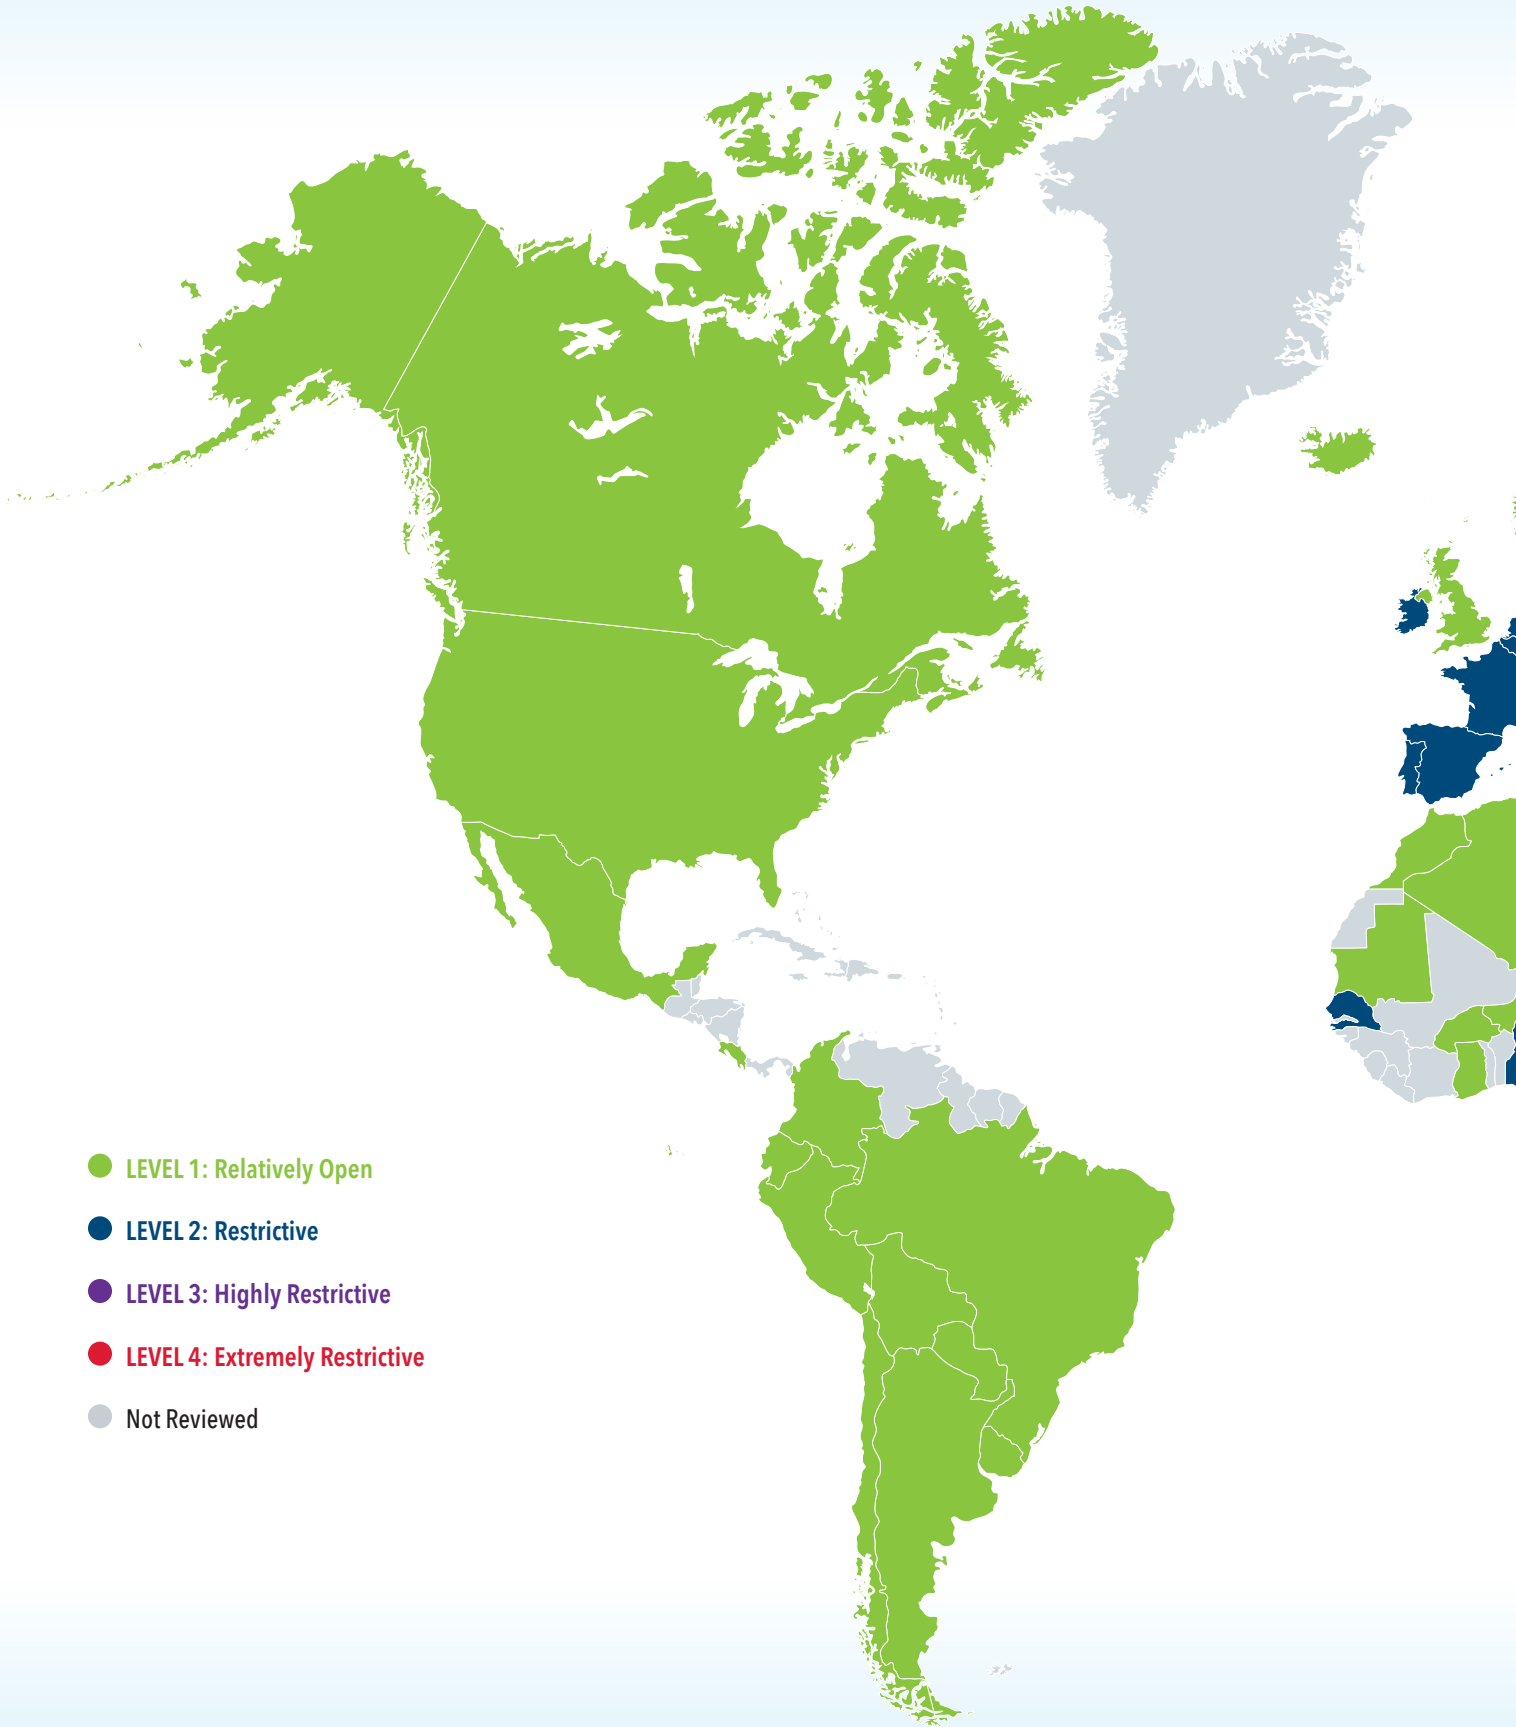 LEVEL 1: Relatively Open
LEVEL 2: Restrictive
LEVEL 3: Highly Restrictive
LEVEL 4: Extremely Restrictive
Not Reviewed